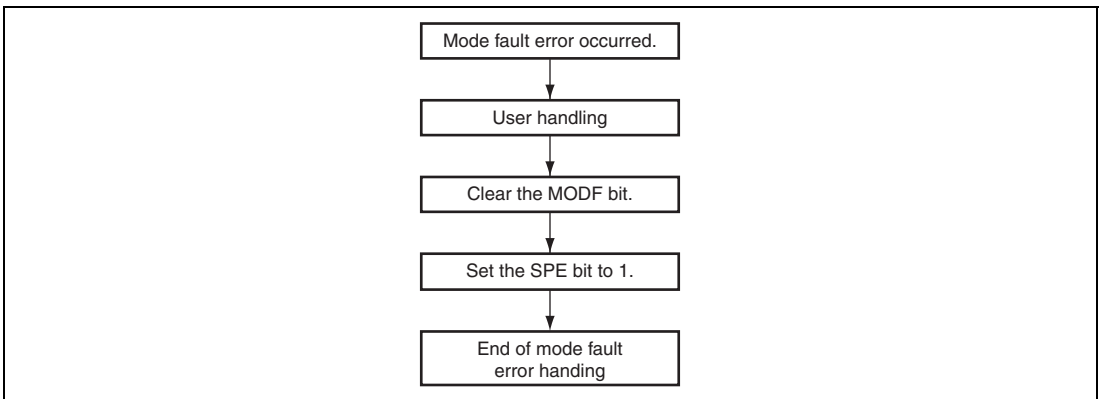 Mode fault error occurred.
User handling
Clear the MODF bit.
Set the SPE bit to 1.
End of mode fault
error handing